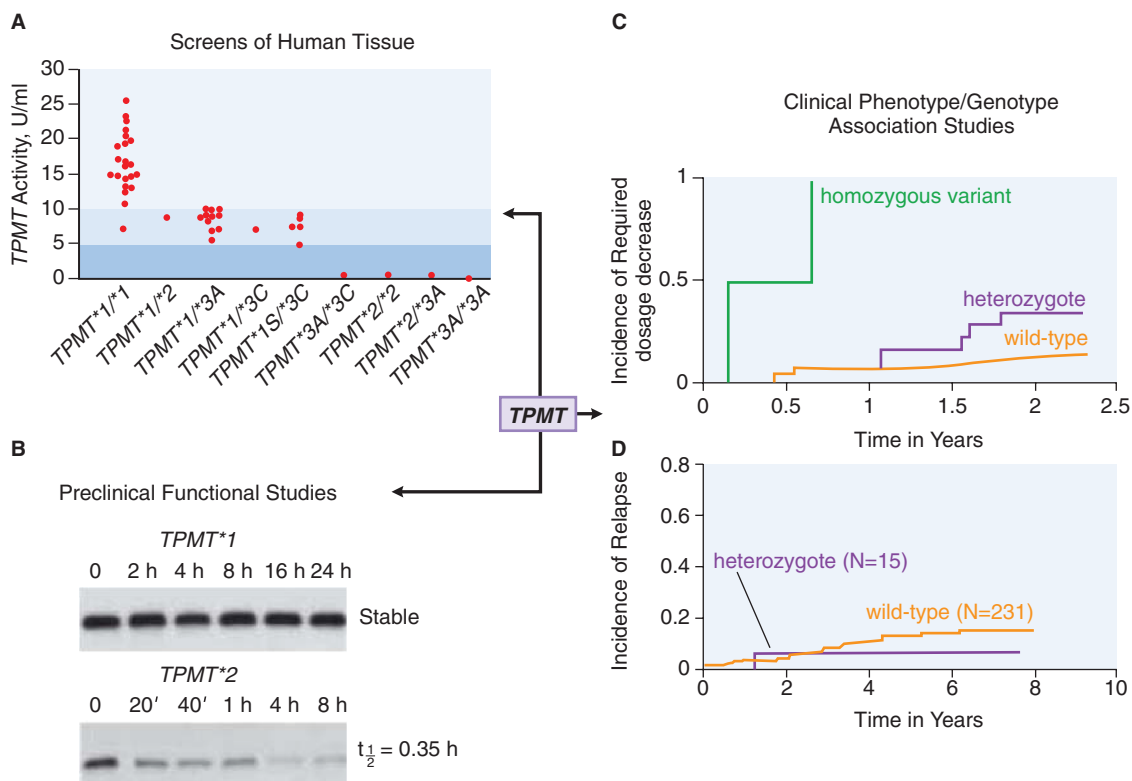 A
Screens of Human Tissue
TPMT Activity, U/ml
30
25
20
15
10
5
0
TPMT*1/*1
TPMT*1/*2
TPMT*1/*3A
TPMT*1/*3C
TPMT*1S/*3C
TPMT*3A/*3C
TPMT*2/*2
TPMT*2/*3A
TPMT*3A/*3A
TPMT
B
Preclinical Functional Studies
TPMT*1
0 2 h 4 h 8 h 16 h 24 h
Stable
TPMT*2
0 20′ 40′ 1 h 4 h 8 h
t1/2 = 0.35 h
C
Clinical Phenotype/Genotype
Association Studies
Incidence of Required
dosage decrease
1
0.5
0
homozygous variant
heterozygote
wild-type
0 0.5 1 1.5 2 2.5
Time in Years
D
Incidence of Relapse
0.8
0.6
0.4
0.2
0
heterozygote (N=15)
wild-type (N=231)
0 2 4 6 8 10
Time in Years